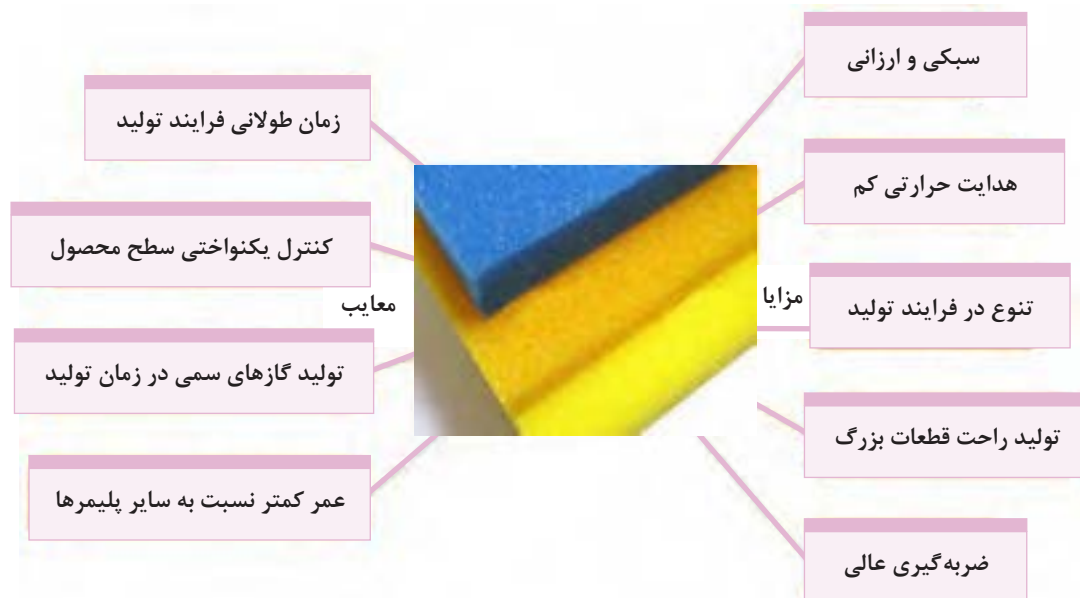 سبکی و ارزانی
هدایت حرارتی کم
مزایا
تنوع در فرایند تولید
تولید راحت قطعات بزرگ
ضربه‌گیری عالی
زمان طولانی فرایند تولید
کنترل یکنواختی سطح محصول
معایب
تولید گازهای سمی در زمان تولید
عمر کمتر نسبت به سایر پلیمرها